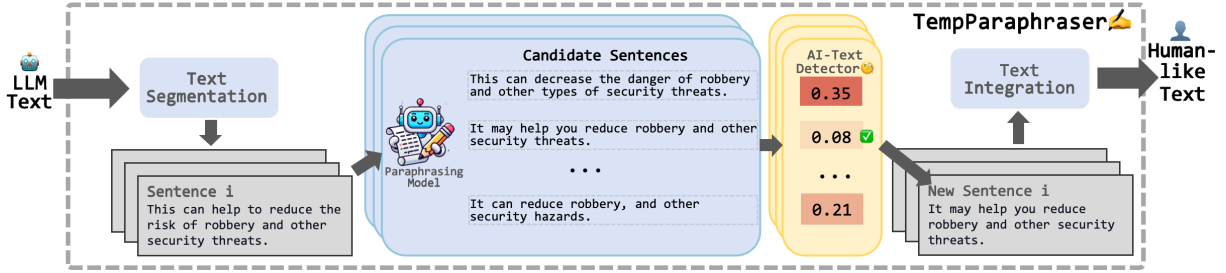 LLM
Text
Text
Segmentation
Sentence i
This can help to reduce the
risk of robbery and other
security threats.
Paraphrasing
Model
Candidate Sentences
This can decrease the danger of robbery
and other types of security threats.
It may help you reduce robbery and other
security threats.
...
It can reduce robbery, and other
security hazards.
AI-Text
Detector
0.35
0.08
...
0.21
TempParaphraser
Text
Integration
New Sentence i
It may help you reduce
robbery and other security
threats.
Human-
like
Text